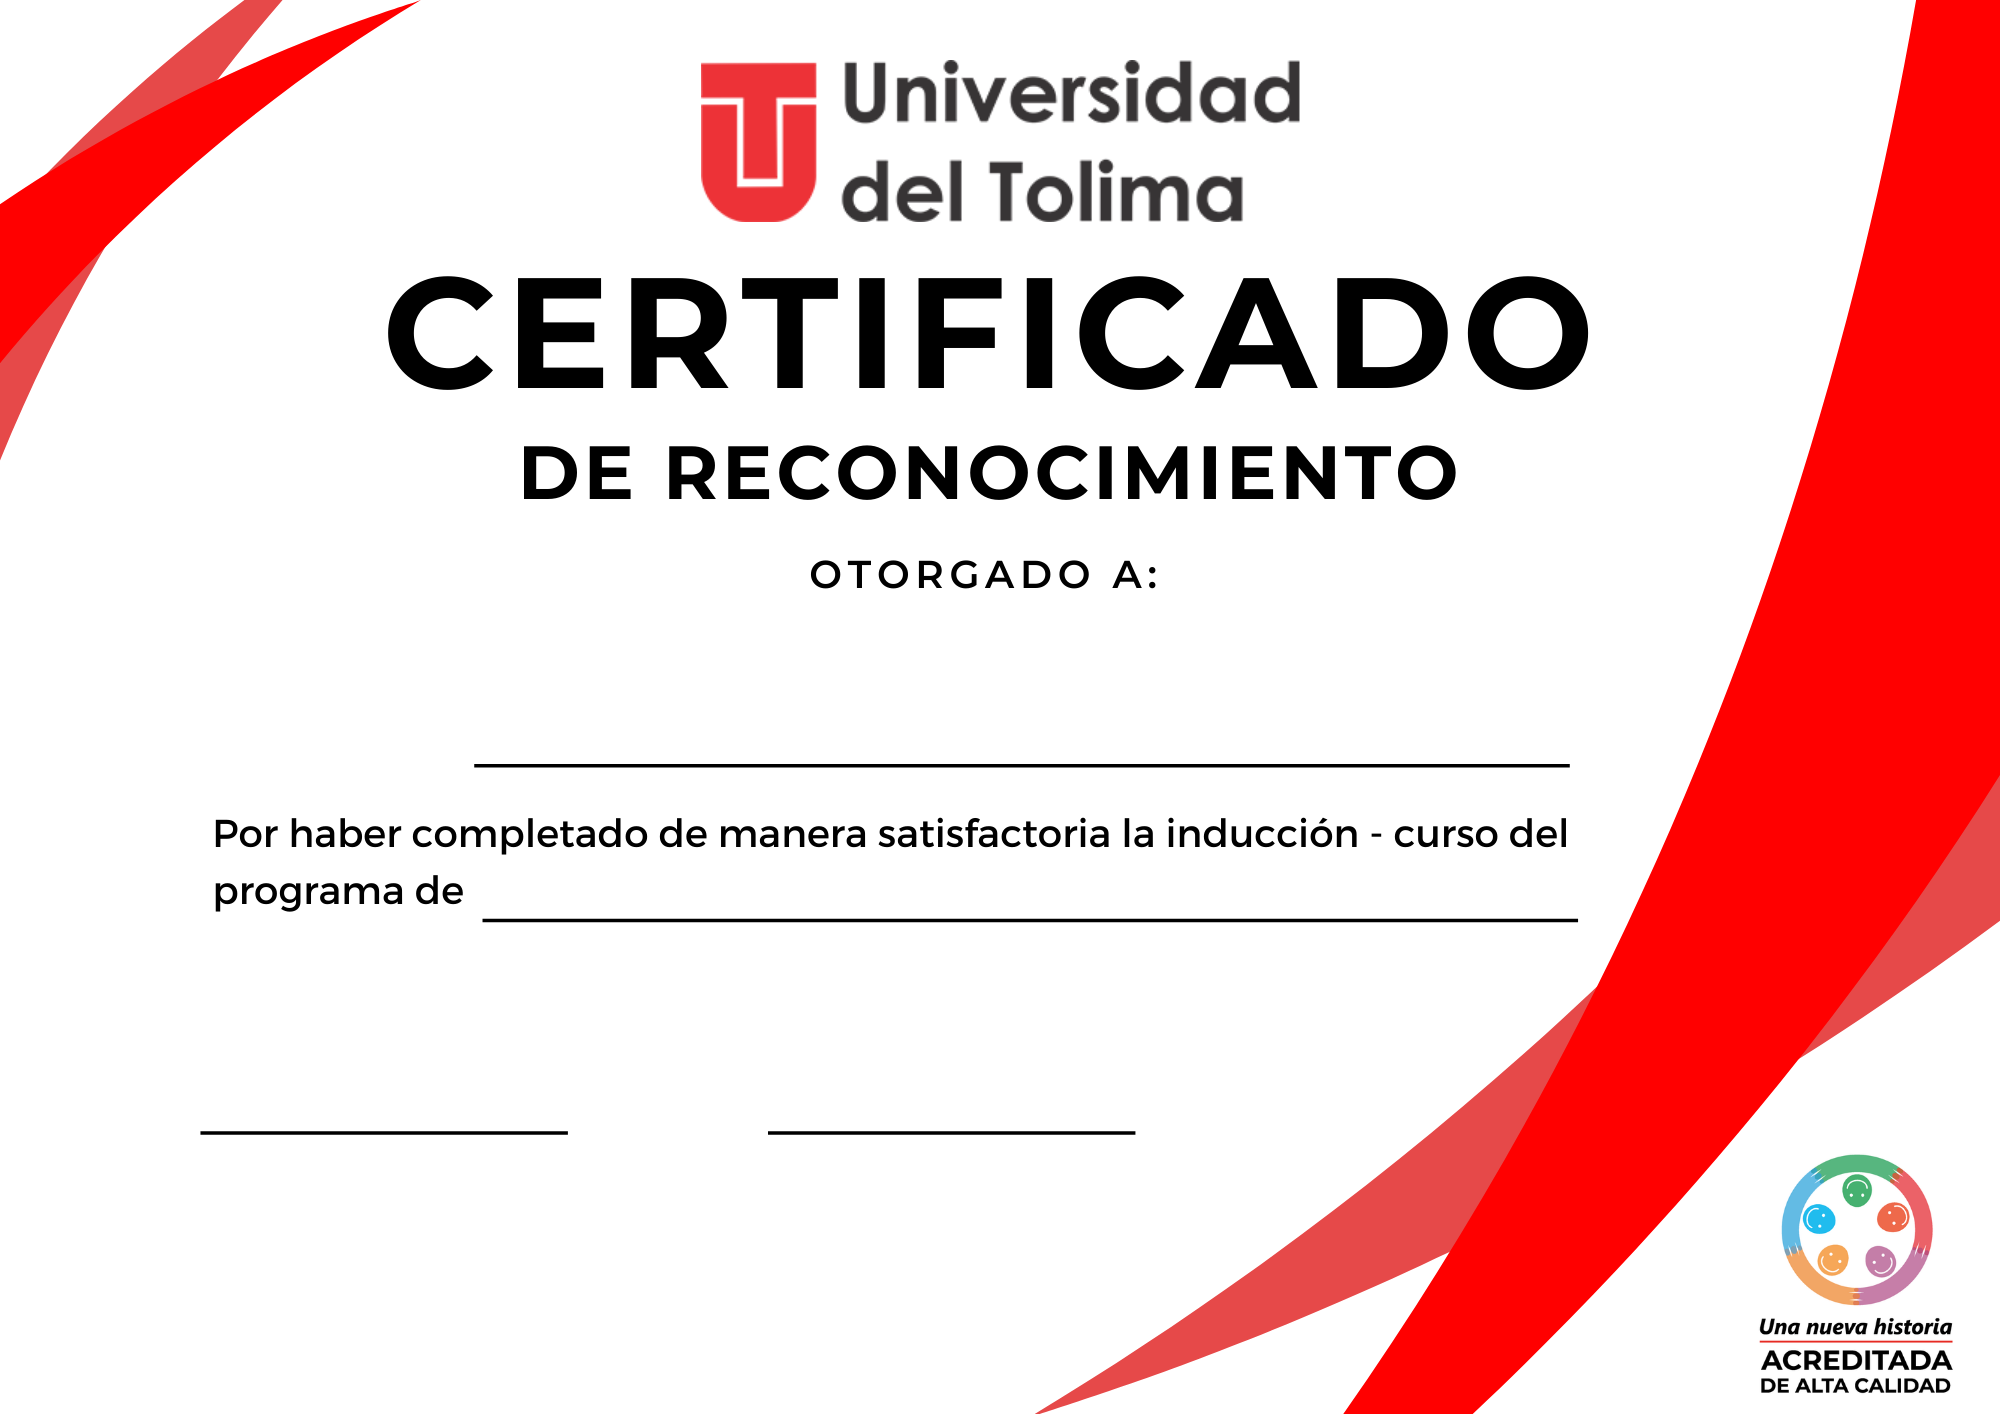 Universidad
del Tolima
CERTIFICADO
DE RECONOCIMIENTO
OTORGADO A:
Por haber completado de manera satisfactoria la inducción - curso del
programa de
Una nueva historia
ACREDITADA
DE ALTA CALIDAD